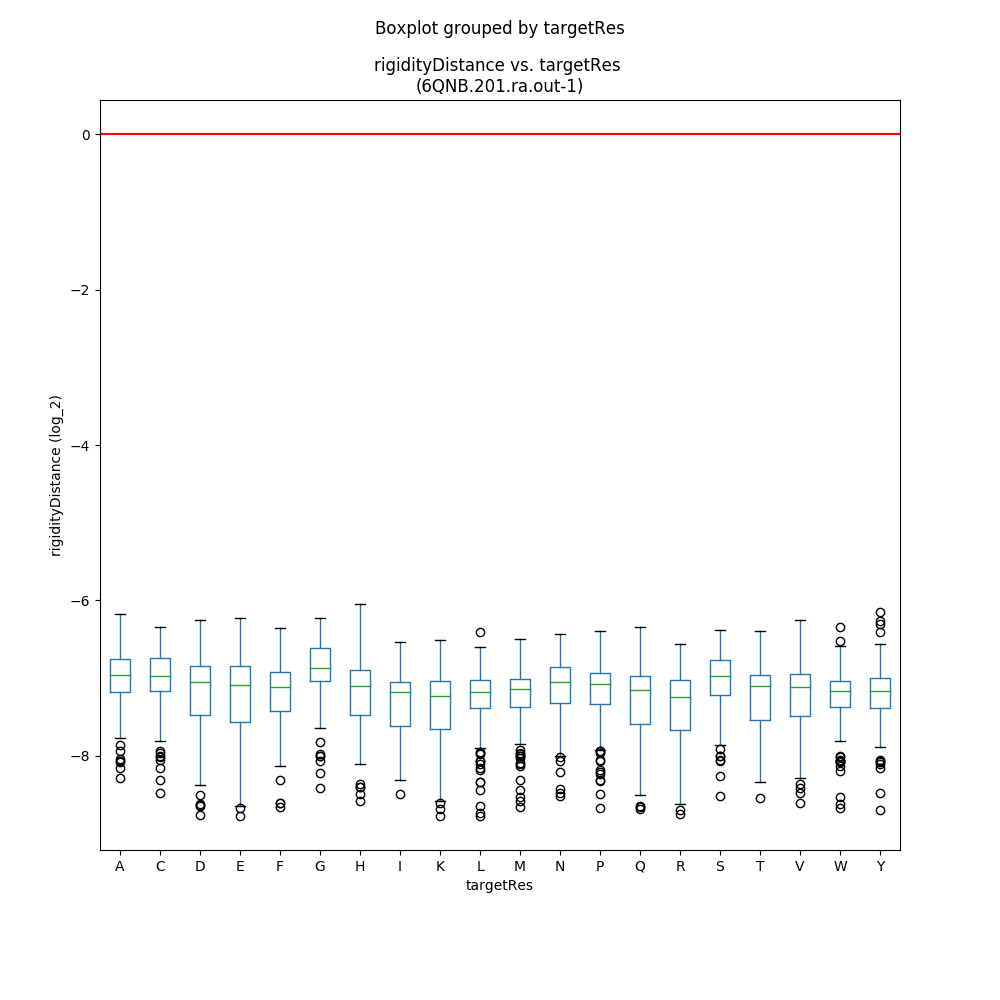 Boxplot grouped by targetRes
rigidityDistance vs. targetRes
(6QNB.201.ra.out-1)
0
−2
−4
−6
−8
rigidityDistance (log_2)
A C D E F G H I K L M N P Q R S T V W Y
targetRes